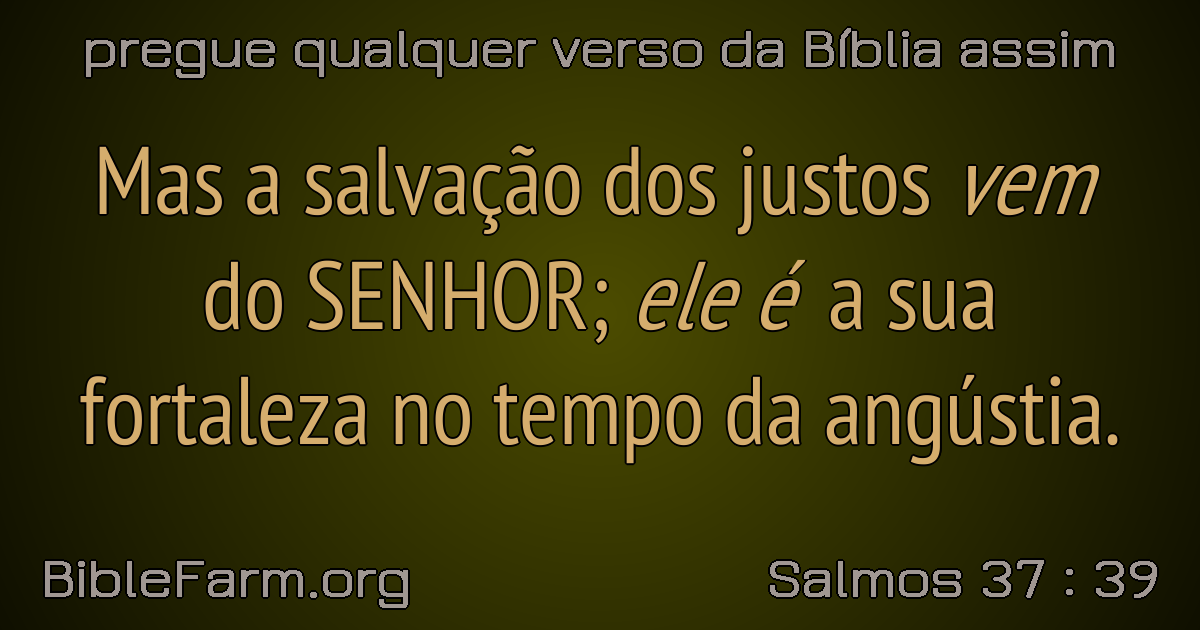 pregue qualquer verso da Bíblia assim
Mas a salvação dos justos vem
do SENHOR; ele é a sua
fortaleza no tempo da angústia.
BibleFarm.org
Salmos 37 : 39